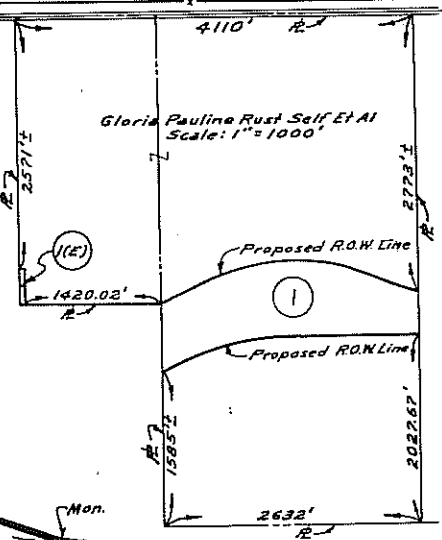 4110'
Gloria Pauline Rust Self Et Al
Scale: 1" = 1000'
2571'±
2773'±
1(E)
Proposed R.O.W. Line
1420.02'
1
Proposed R.O.W. Line
1585'±
2027.67'
Mon.
2632'